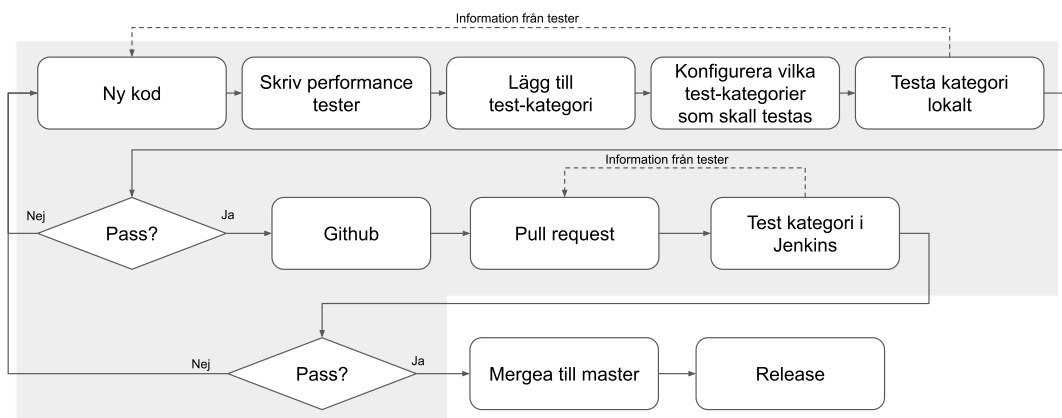 Information från tester
Ny kod
Skriv performance
tester
Lägg till
test-kategori
Konfigurera vilka
test-kategorier
som skall testas
Testa kategori
lokalt
Information från tester
Nej
Pass?
Ja
Github
Pull request
Test kategori i
Jenkins
Nej
Pass?
Ja
Mergea till master
Release